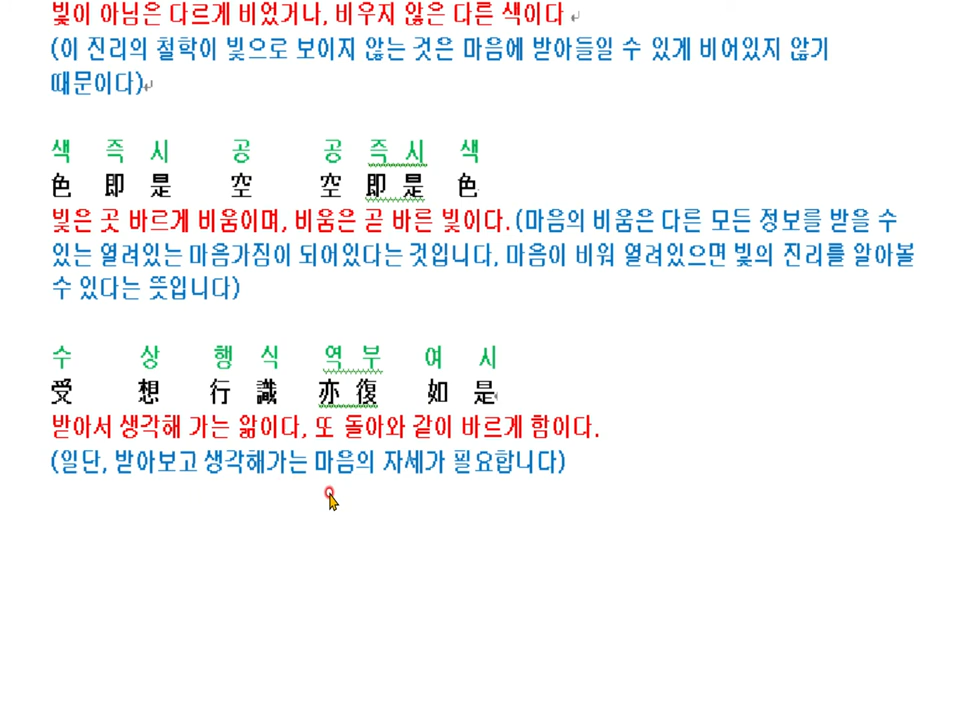 빛이 아님은 다르게 비었거나, 비우지 않은 다른 색이다
(이 진리의 철학이 빛으로 보이지 않는 것은 마음에 받아들일 수 있게 비어있지 않기
때문이다)
색 즉 시 공 공 즉 시 색
色 即 是 空 空 即 是 色
빛은 곳 바르게 비움이며, 비움은 곧 바른 빛이다. (마음의 비움은 다른 모든 정보를 받을 수
있는 열려있는 마음가짐이 되어있다는 것입니다, 마음이 비워 열려있으면 빛의 진리를 알아볼
수 있다는 뜻입니다)
수 상 행 식 역 부 여 시
受 想 行 識 亦 復 如 是
받아서 생각해 가는 앎이다, 또 돌아와 같이 바르게 함이다.
(일단, 받아보고 생각해가는 마음의 자세가 필요합니다)